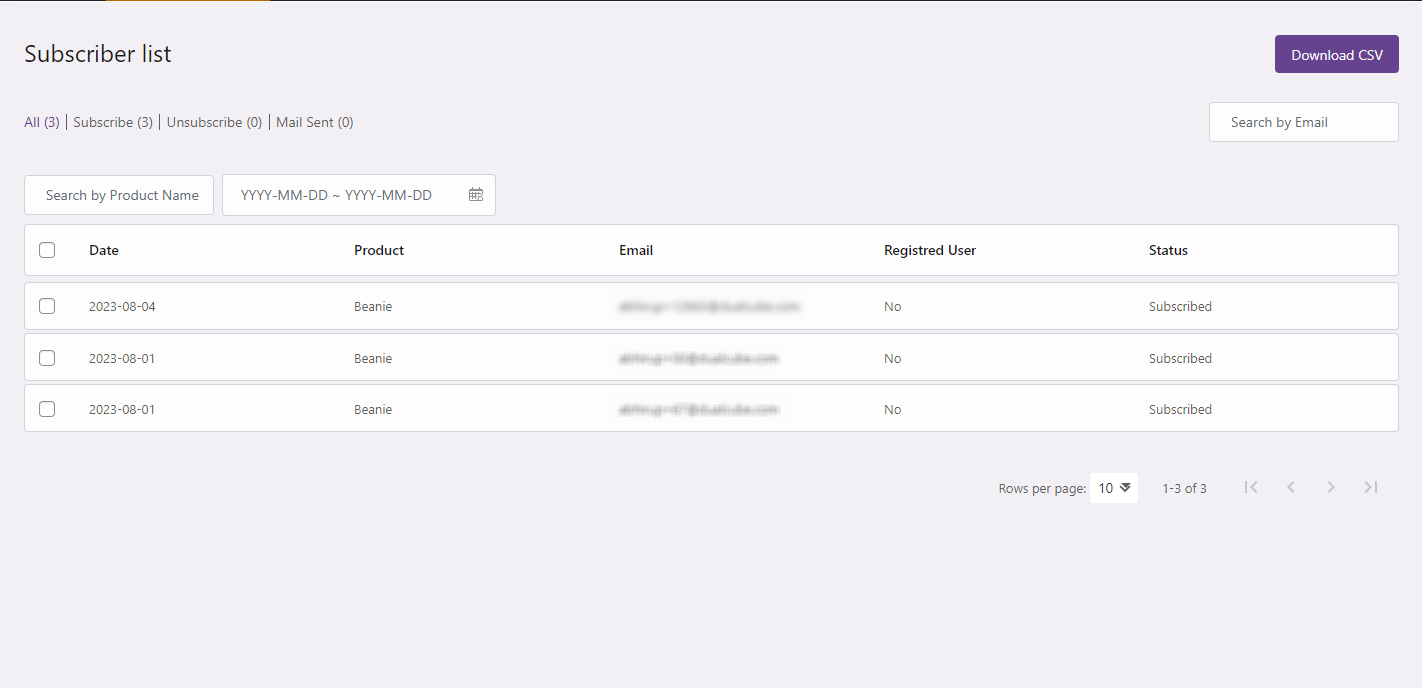 Subscriber list
Download CSV
All (3) | Subscribe (3) | Unsubscribe (0) | Mail Sent (0)
Search by Email
Search by Product Name
YYYY-MM-DD ~ YYYY-MM-DD
Date Product Email Registred User Status
2023-08-04 Beanie No Subscribed
2023-08-01 Beanie No Subscribed
2023-08-01 Beanie No Subscribed
Rows per page: 10 1-3 of 3